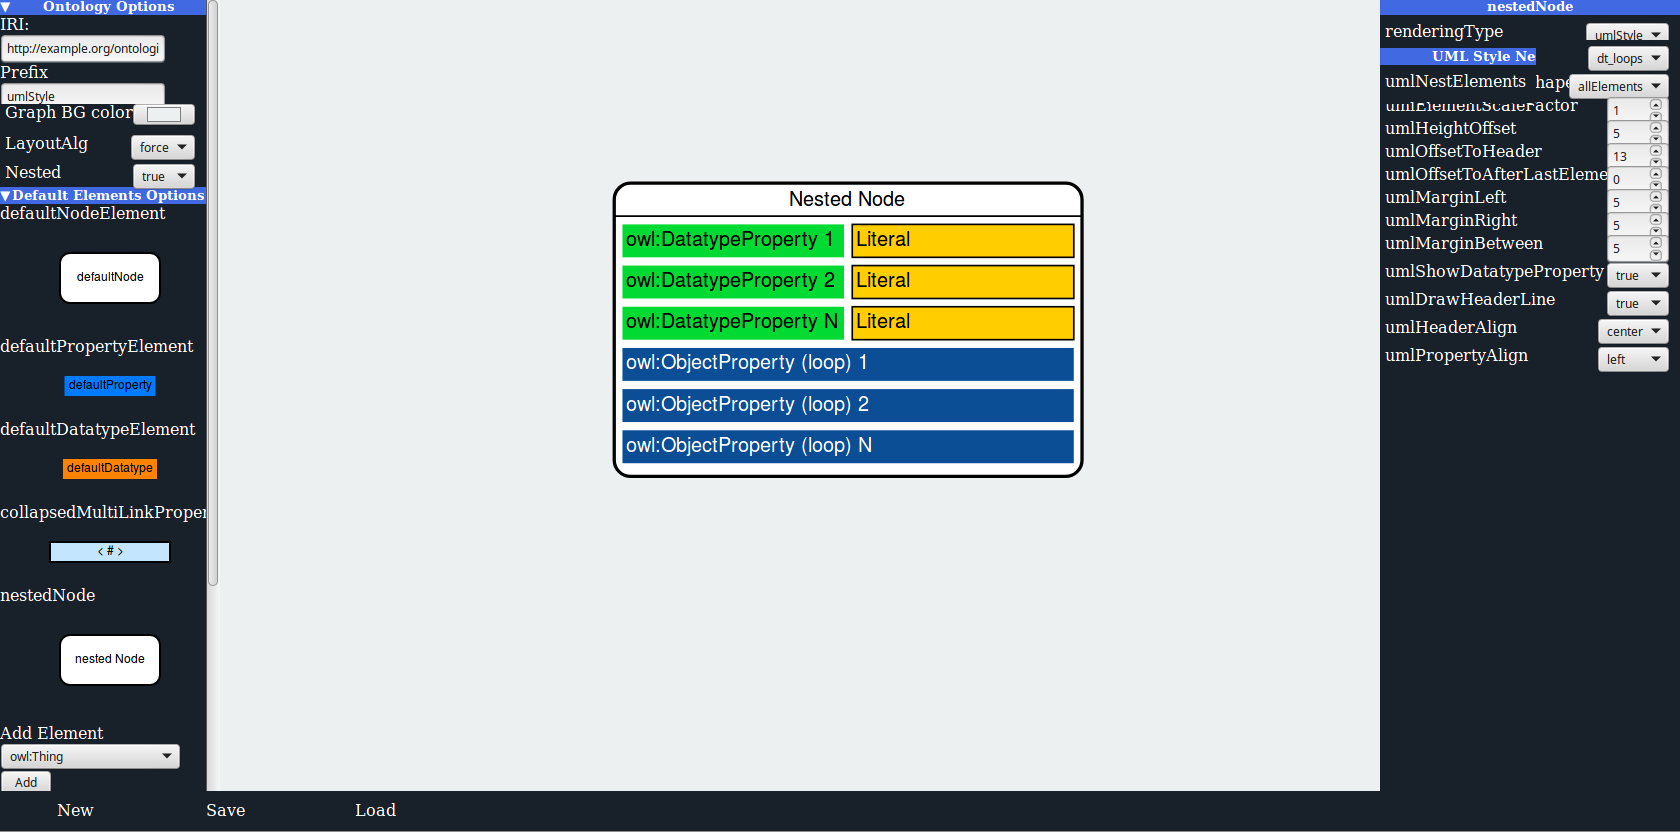 ▼ Ontology Options
IRI:
http://example.org/ontologi
Prefix
umlStyle
Graph BG color
LayoutAlg force
Nested true
▼Default Elements Options
defaultNodeElement
defaultNode
defaultPropertyElement
defaultProperty
defaultDatatypeElement
defaultDatatype
collapsedMultiLinkProper
< # >
nestedNode
nested Node
Add Element
owl:Thing
Add
New Save Load
Nested Node
owl:DatatypeProperty 1 Literal
owl:DatatypeProperty 2 Literal
owl:DatatypeProperty N Literal
owl:ObjectProperty (loop) 1
owl:ObjectProperty (loop) 2
owl:ObjectProperty (loop) N
nestedNode
renderingType umlStyle
UML Style Ne dt_loops
umlNestElements hape allElements
umlElementScaleFactor 1
umlHeightOffset 5
umlOffsetToHeader 13
umlOffsetToAfterLastEleme 0
umlMarginLeft 5
umlMarginRight 5
umlMarginBetween 5
umlShowDatatypeProperty true
umlDrawHeaderLine true
umlHeaderAlign center
umlPropertyAlign left